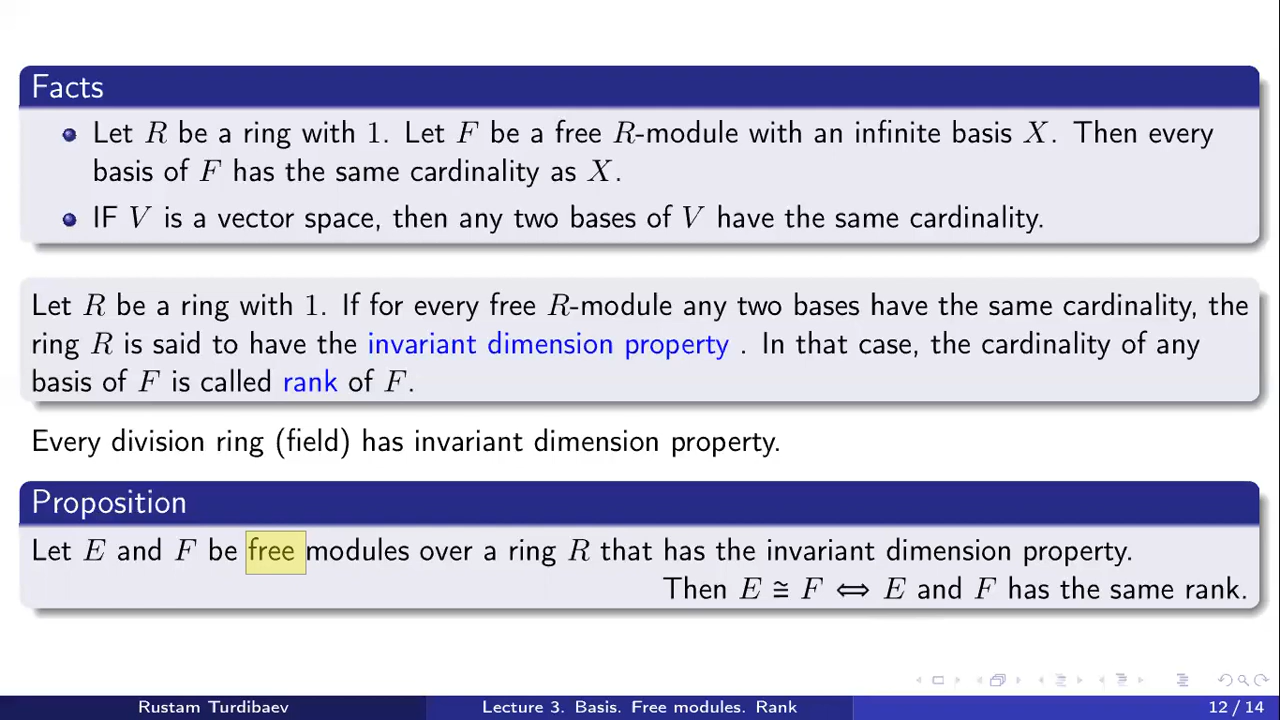 Facts
Let R be a ring with 1. Let F be a free R-module with an infinite basis X. Then every
basis of F has the same cardinality as X.
IF V is a vector space, then any two bases of V have the same cardinality.
Let R be a ring with 1. If for every free R-module any two bases have the same cardinality, the
ring R is said to have the invariant dimension property . In that case, the cardinality of any
basis of F is called rank of F.
Every division ring (field) has invariant dimension property.
Proposition
Let E and F be free modules over a ring R that has the invariant dimension property.
Then E ≅ F ⟺ E and F has the same rank.
Rustam Turdibaev
Lecture 3. Basis. Free modules. Rank
12 / 14